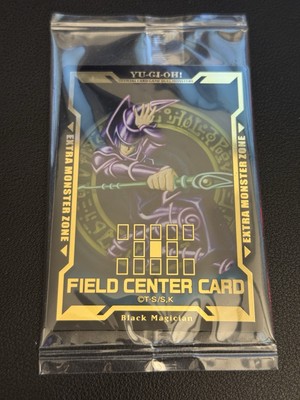 YU-GI-OH!
EXTRA MONSTER ZONE
EXTRA MONSTER ZONE
FIELD CENTER CARD
©T·S/S.K
Black Magician